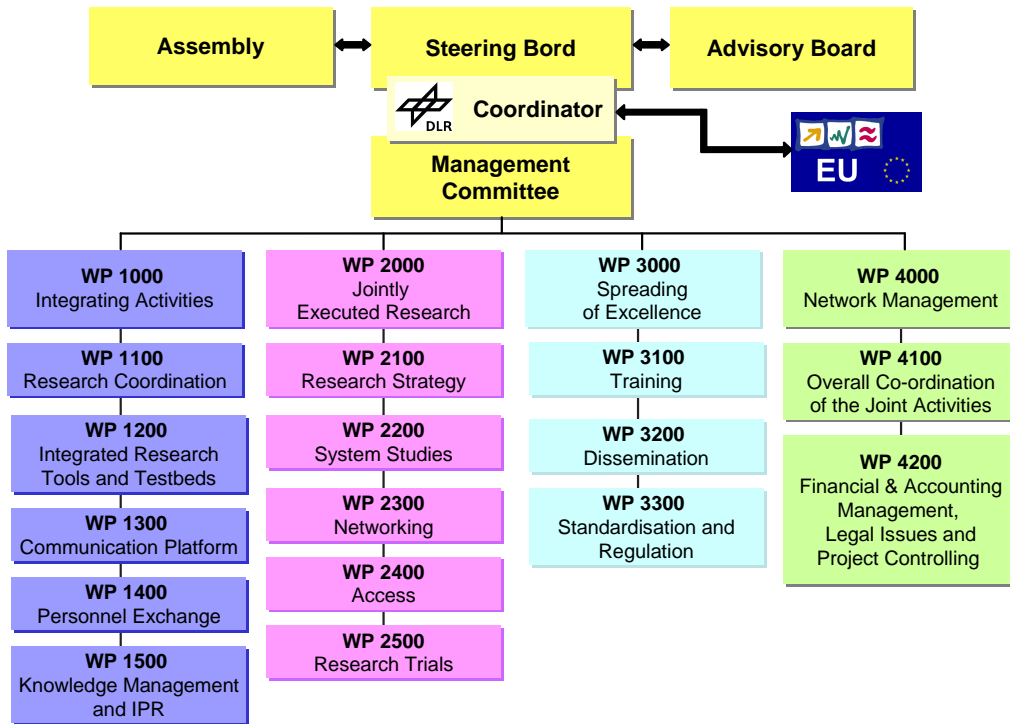 Assembly
Steering Bord
Advisory Board
DLR
Coordinator
EU
Management
Committee
WP 1000
Integrating Activities
WP 1100
Research Coordination
WP 1200
Integrated Research
Tools and Testbeds
WP 1300
Communication Platform
WP 1400
Personnel Exchange
WP 1500
Knowledge Management
and IPR
WP 2000
Jointly
Executed Research
WP 2100
Research Strategy
WP 2200
System Studies
WP 2300
Networking
WP 2400
Access
WP 2500
Research Trials
WP 3000
Spreading
of Excellence
WP 3100
Training
WP 3200
Dissemination
WP 3300
Standardisation and
Regulation
WP 4000
Network Management
WP 4100
Overall Co-ordination
of the Joint Activities
WP 4200
Financial & Accounting
Management,
Legal Issues and
Project Controlling